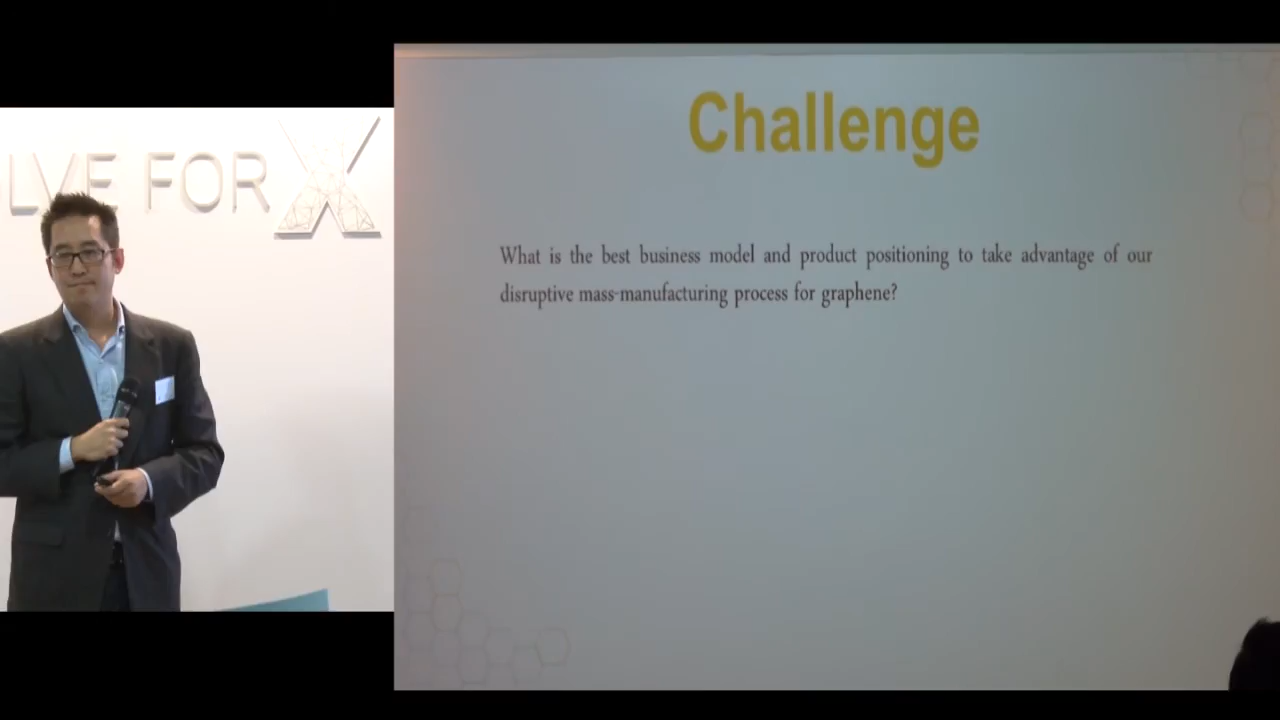 LVE FOR X
Challenge
What is the best business model and product positioning to take advantage of our
disruptive mass-manufacturing process for graphene?